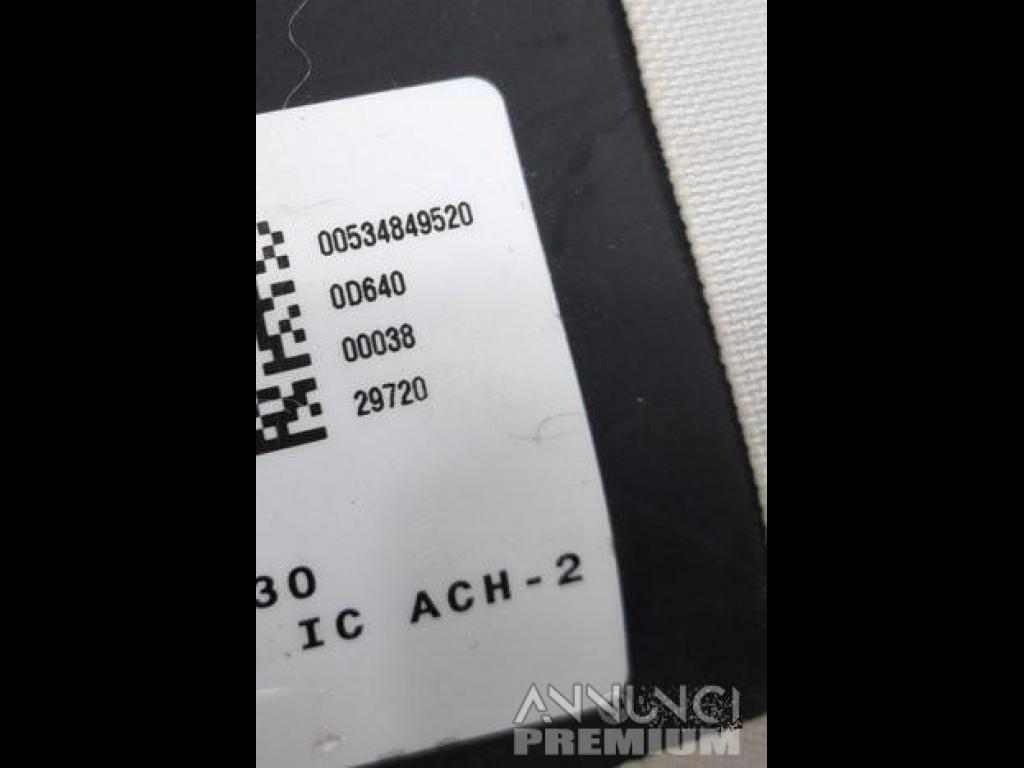 00534849520
0D640
00038
29720
30
IC ACH-2
ANNUNCI
PREMIUM